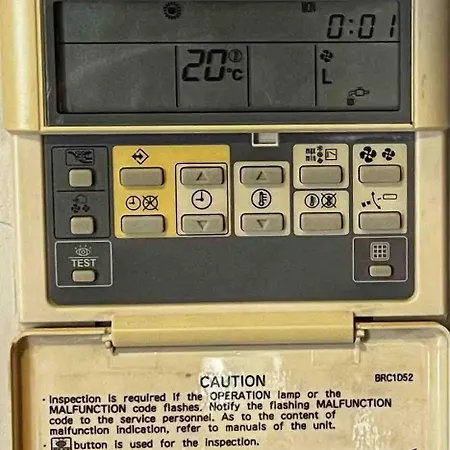 0:01
20°C
L
TEST
CAUTION
BRC1D52
· Inspection is required if the OPERATION lamp or the
MALFUNCTION code flashes. Notify the flashing MALFUNCTION
code to the service personnel. As to the content of
malfunction indication, refer to manuals of the unit.
· button is used for the inspection.